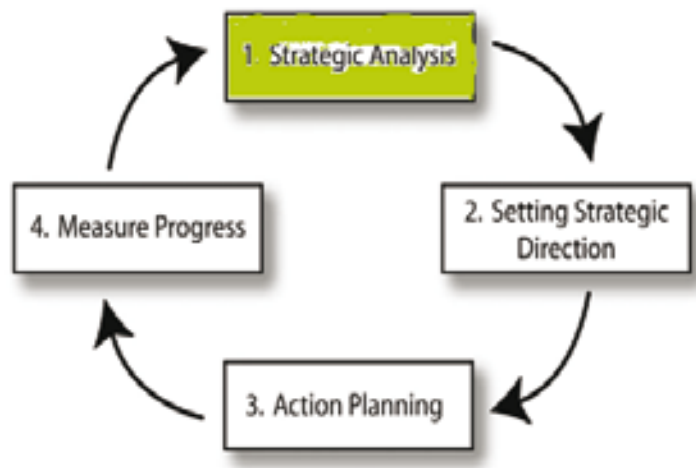 1. Strategic Analysis
2. Setting Strategic
Direction
3. Action Planning
4. Measure Progress